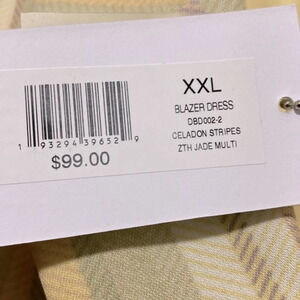 XXL
BLAZER DRESS
DBD002-2
CELADON STRIPES
ZTH JADE MULTI
1 93294 39652 9
$99.00